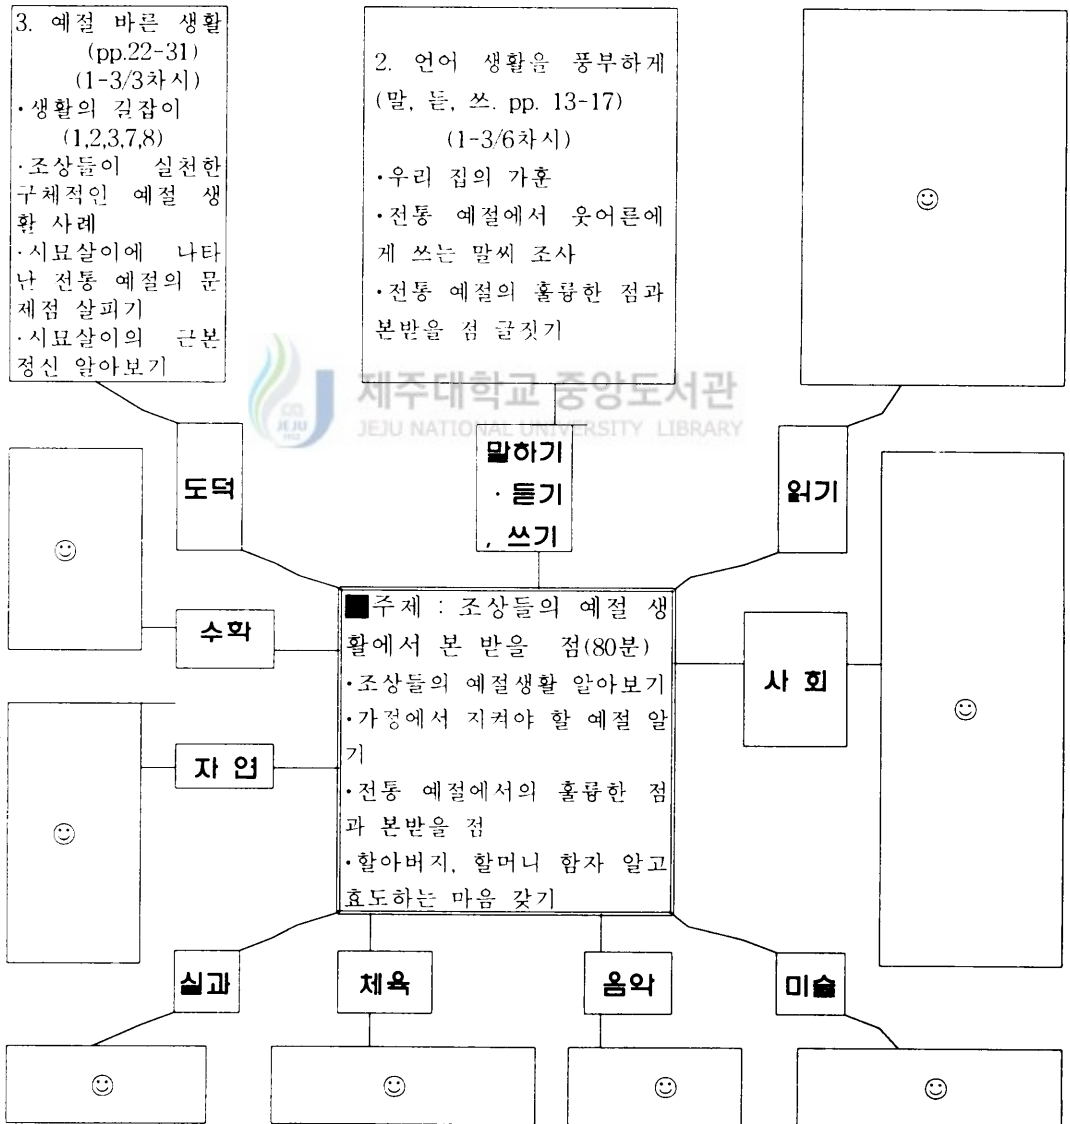 3. 예절 바른 생활
(pp.22-31)
(1-3/3차시)
·생활의 길잡이
(1,2,3,7,8)
·조상들이 실천한
구체적인 예절 생
활 사례
·시묘살이에 나타
난 전통 예절의 문
제점 살피기
·시묘살이의 근본
정신 알아보기
2. 언어 생활을 풍부하게
(말, 듣, 쓰. pp. 13-17)
(1-3/6차시)
·우리 집의 가훈
·전통 예절에서 웃어른에
게 쓰는 말씨 조사
·전통 예절의 훌륭한 점과
본받을 점 글짓기
제주대학교 중앙도서관
JEJU NATIONAL UNIVERSITY LIBRARY
JEJU
1952
도덕
말하기
· 듣기
, 쓰기
읽기
수학
자 연
■주제 : 조상들의 예절 생
활에서 본 받을 점(80분)
·조상들의 예절생활 알아보기
·가정에서 지켜야 할 예절 알
기
·전통 예절에서의 훌륭한 점
과 본받을 점
·할아버지, 할머니 함자 알고
효도하는 마음 갖기
사 회
실과
체육
음악
미술